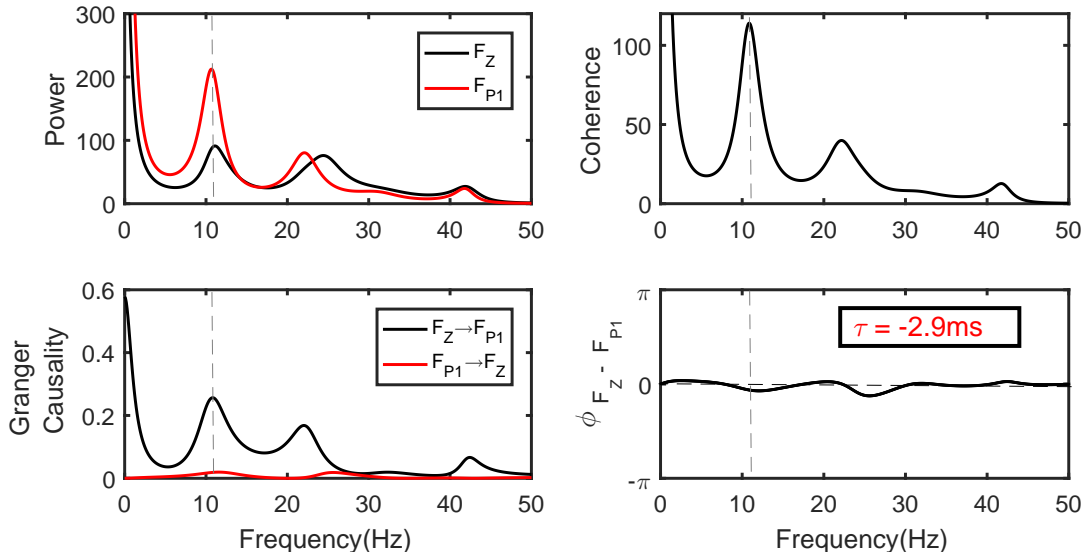 300
200
100
0
Power
F_Z
F_P1
0 10 20 30 40 50
100
50
0
Coherence
0 10 20 30 40 50
0.6
0.4
0.2
0
Granger
Causality
F_Z→F_P1
F_P1→F_Z
0 10 20 30 40 50
Frequency(Hz)
π
0
-π
ϕ F_Z - F_P1
τ = -2.9ms
0 10 20 30 40 50
Frequency(Hz)